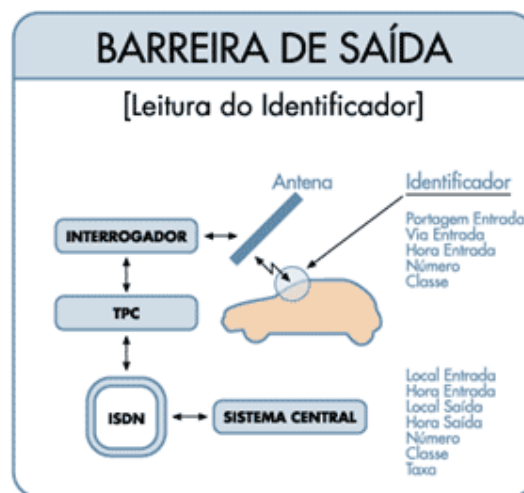 BARREIRA DE SAÍDA
[Leitura do Identificador]
Antena
Identificador
Portagem Entrada
Via Entrada
Hora Entrada
Número
Classe
INTERROGADOR
TPC
ISDN
SISTEMA CENTRAL
Local Entrada
Hora Entrada
Local Saída
Hora Saída
Número
Classe
Taxa